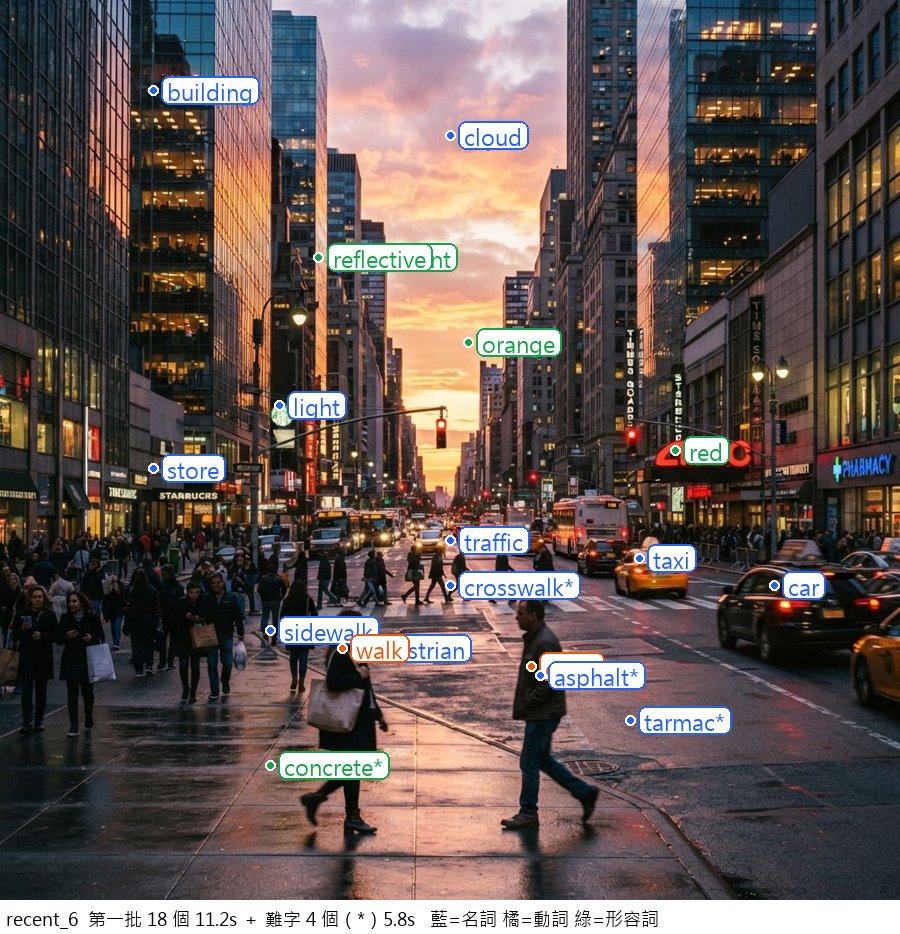 building
cloud
reflective
ht
orange
light
red
store
STARBUCKS
PHARMACY
traffic
taxi
crosswalk*
car
sidewalk
walk
strian
asphalt*
tarmac*
concrete*
recent_6 第一批 18 個 11.2s + 難字 4 個 ( * ) 5.8s 藍=名詞 橘=動詞 綠=形容詞